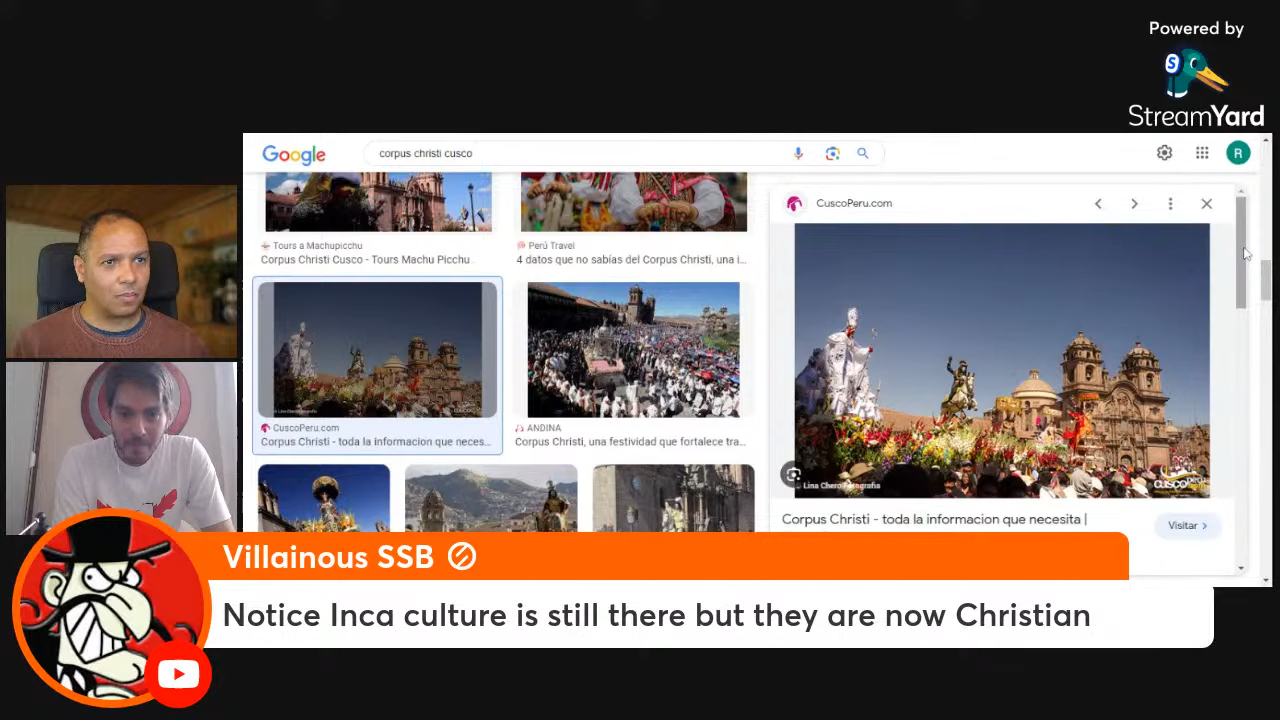 Powered by
StreamYard
Google
corpus christi cusco
R
Tours a Machupicchu
Corpus Christi Cusco - Tours Machu Picchu
Perú Travel
4 datos que no sabías del Corpus Christi, una i...
CuscoPeru.com
Corpus Christi - toda la informacion que neces...
ANDINA
Corpus Christi, una festividad que fortalece tra...
CuscoPeru.com
© Lina Chero Fotografia
Corpus Christi - toda la informacion que necesita |
Visitar
Villainous SSB
Notice Inca culture is still there but they are now Christian